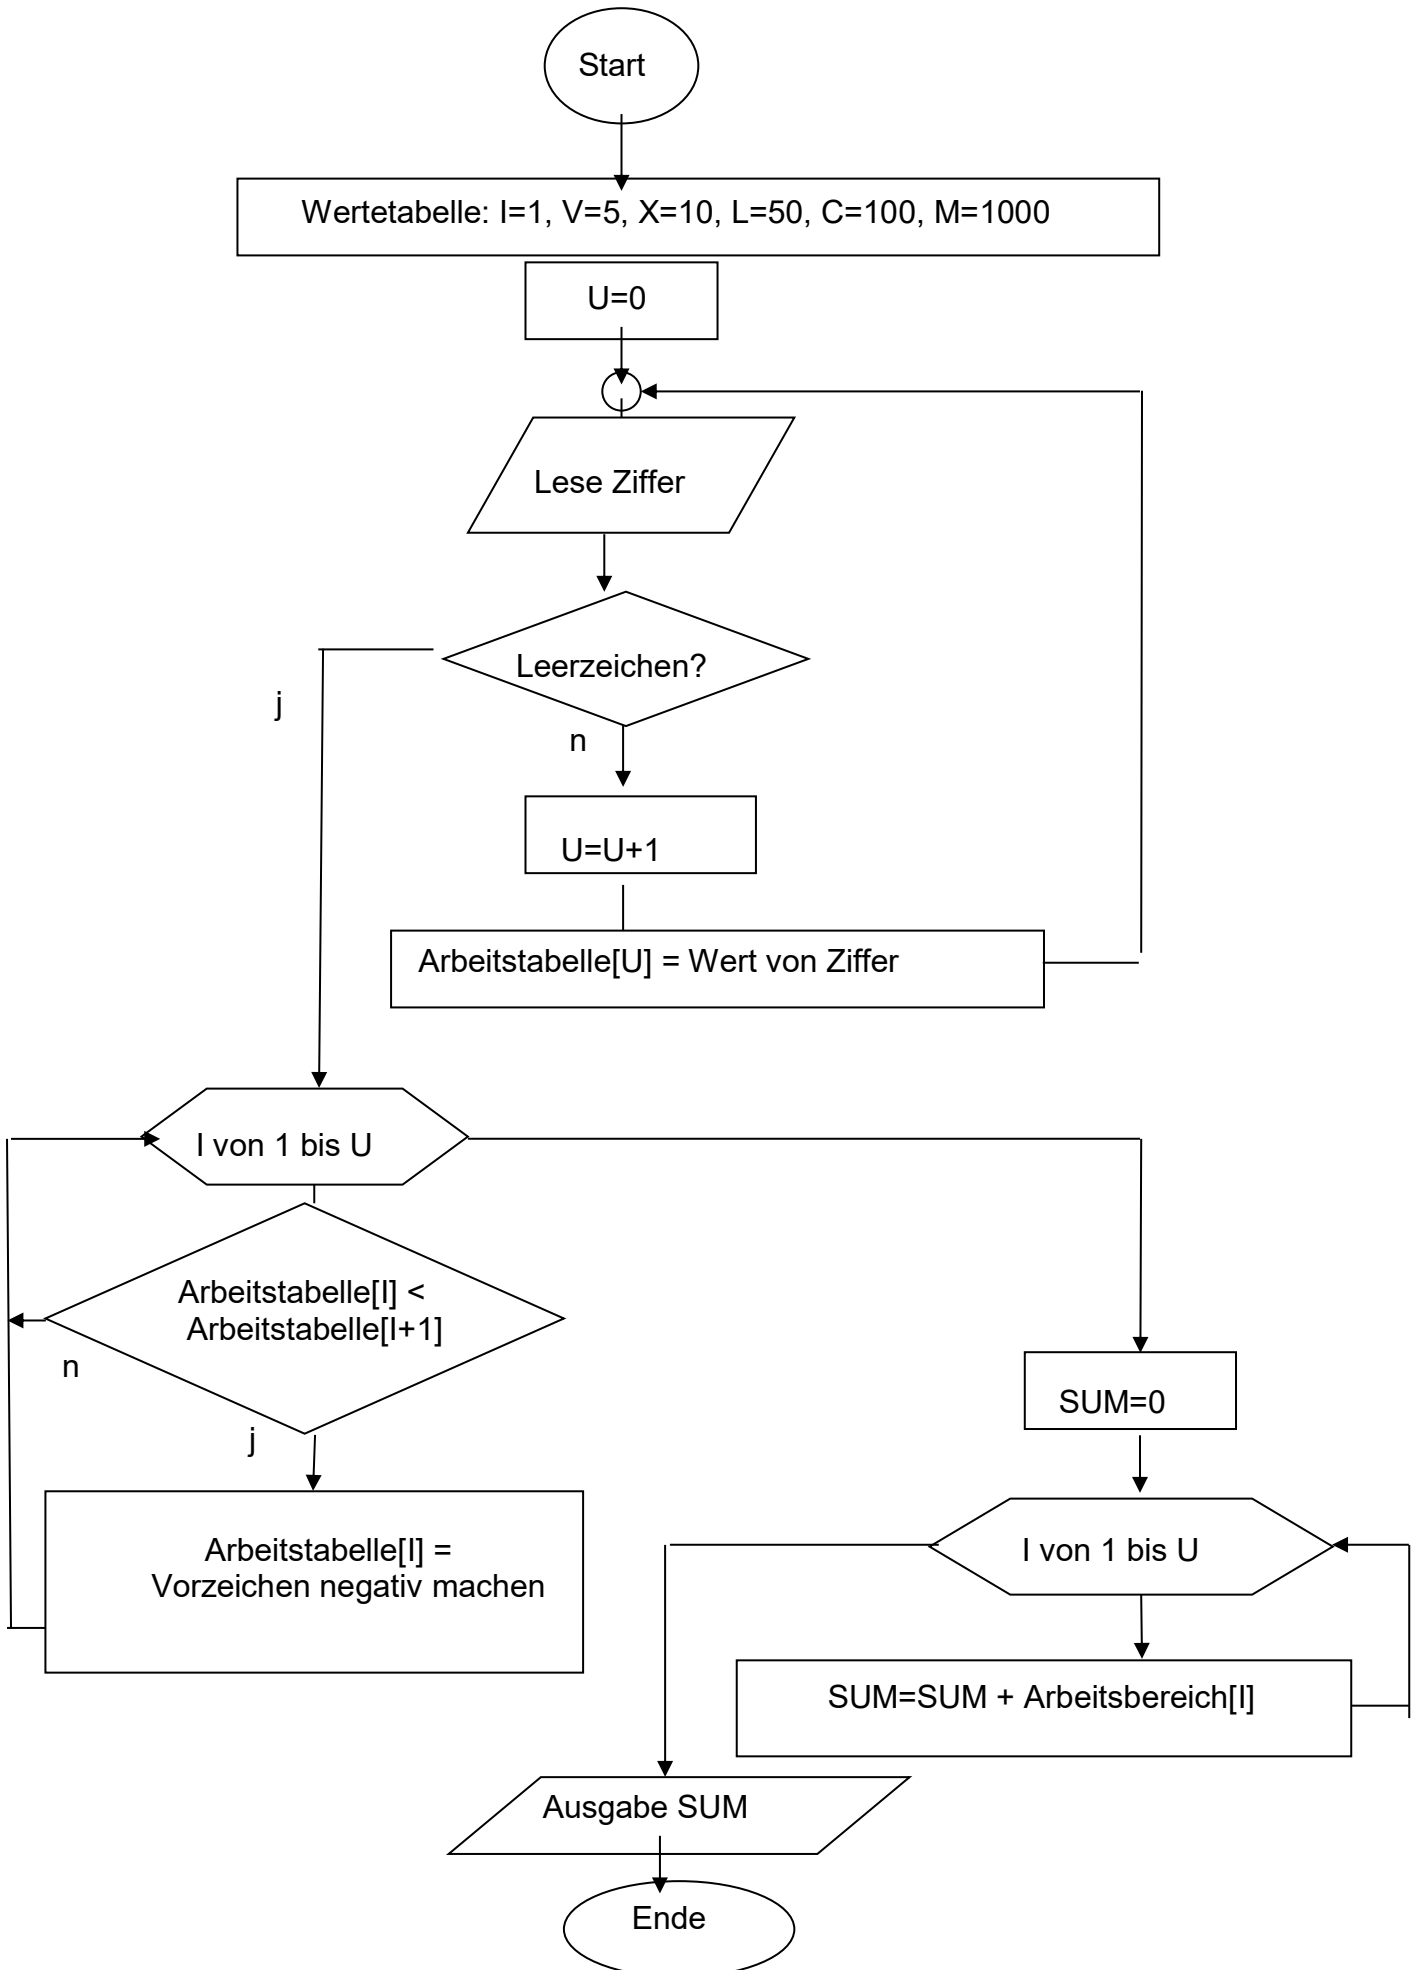 Start
Wertetabelle: I=1, V=5, X=10, L=50, C=100, M=1000
U=0
Lese Ziffer
Leerzeichen?
j
n
U=U+1
Arbeitstabelle[U] = Wert von Ziffer
I von 1 bis U
Arbeitstabelle[I] <
Arbeitstabelle[I+1]
n
j
Arbeitstabelle[I] =
Vorzeichen negativ machen
SUM=0
I von 1 bis U
SUM=SUM + Arbeitsbereich[I]
Ausgabe SUM
Ende